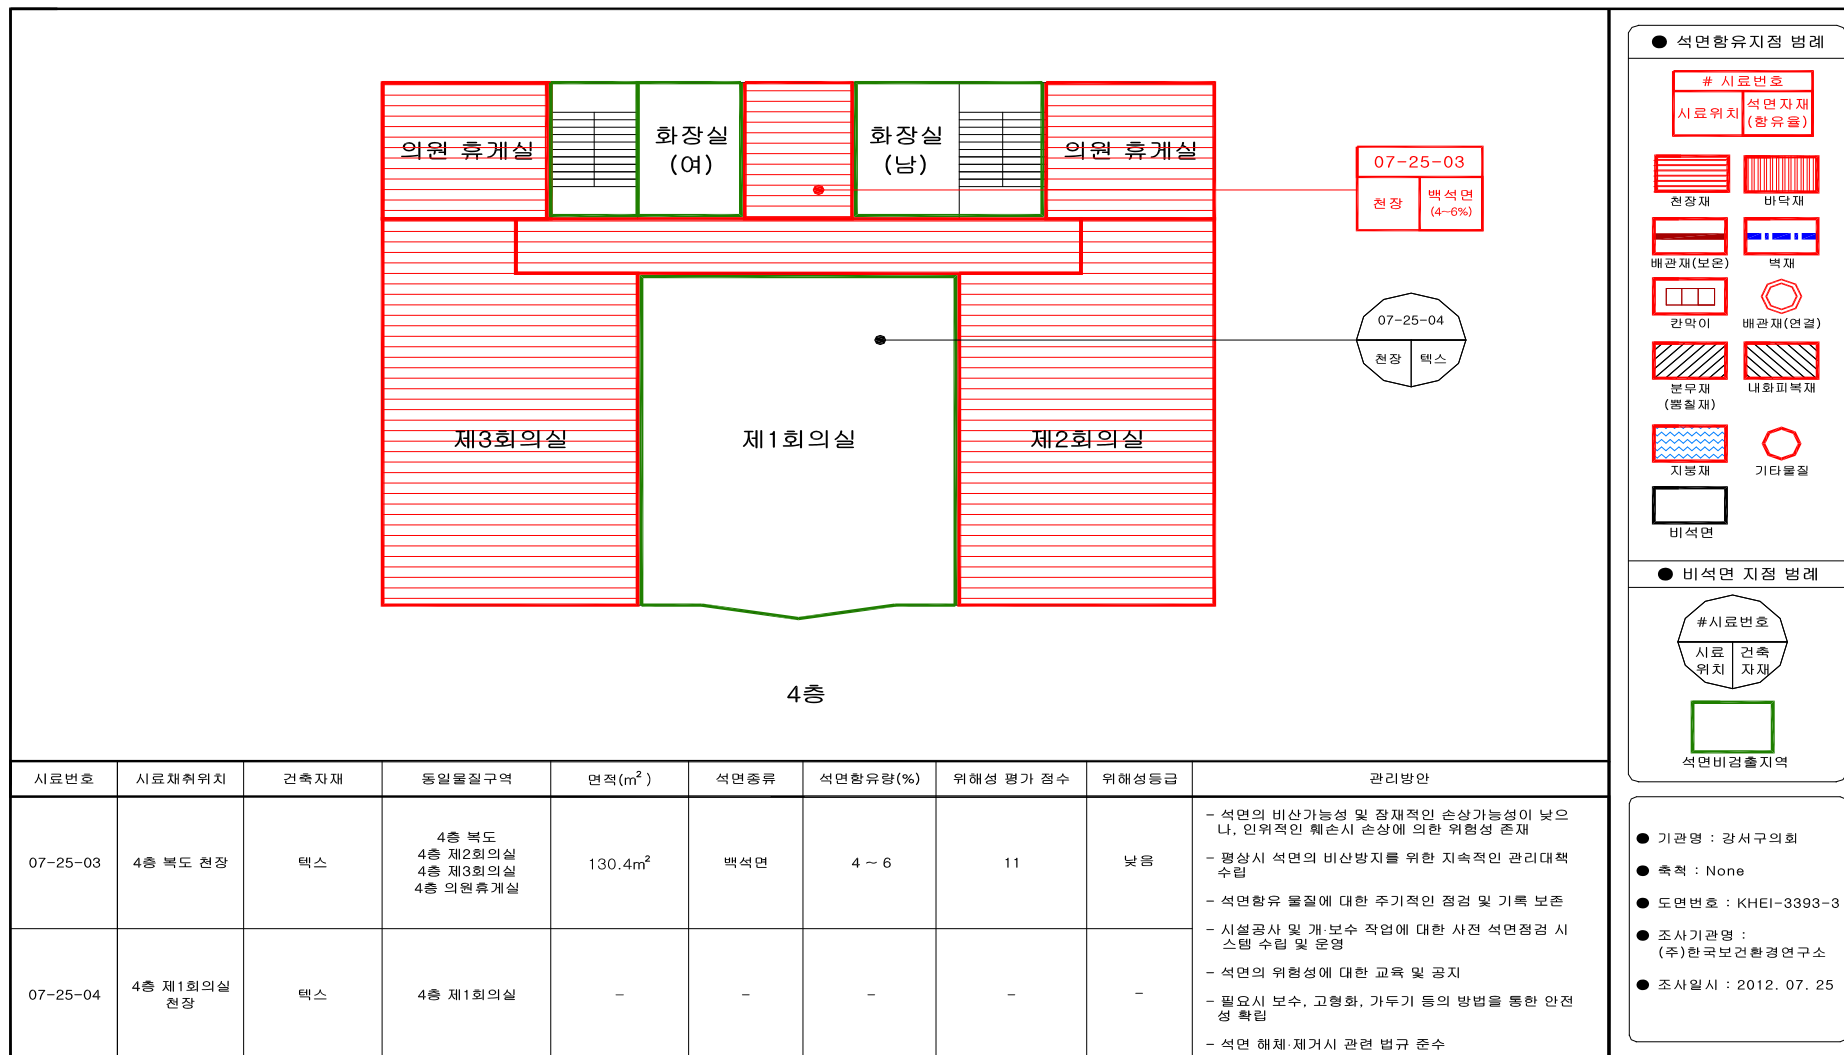 의원 휴게실
화장실
(여)
화장실
(남)
의원 휴게실
07-25-03
천장
백석면
(4~6%)
07-25-04
천장
텍스
제3회의실
제1회의실
제2회의실
4층
● 석면함유지점 범례
# 시료번호
시료위치
석면자재
(함유율)
천장재
바닥재
배관재(보온)
벽재
칸막이
배관재(연결)
분무재
(뿜칠재)
내화피복재
지붕재
기타물질
비석면
● 비석면 지점 범례
#시료번호
시료
위치
건축
자재
석면비검출지역
시료번호 시료채취위치 건축자재 동일물질구역 면적(m²) 석면종류 석면함유량(%) 위해성 평가 점수 위해성등급 관리방안
07-25-03
4층 복도 천장
텍스
4층 복도
4층 제2회의실
4층 제3회의실
4층 의원휴게실
130.4m²
백석면
4 ~ 6
11
낮음
07-25-04
4층 제1회의실
천장
텍스
4층 제1회의실
-
-
-
-
-
- 석면의 비산가능성 및 잠재적인 손상가능성이 낮으
나, 인위적인 훼손시 손상에 의한 위험성 존재
- 평상시 석면의 비산방지를 위한 지속적인 관리대책
수립
- 석면함유 물질에 대한 주기적인 점검 및 기록 보존
- 시설공사 및 개·보수 작업에 대한 사전 석면점검 시
스템 수립 및 운영
- 석면의 위험성에 대한 교육 및 공지
- 필요시 보수, 고형화, 가두기 등의 방법을 통한 안전
성 확립
- 석면 해체·제거시 관련 법규 준수
● 기관명 : 강서구의회
● 축척 : None
● 도면번호 : KHEI-3393-3
● 조사기관명 :
(주)한국보건환경연구소
● 조사일시 : 2012. 07. 25